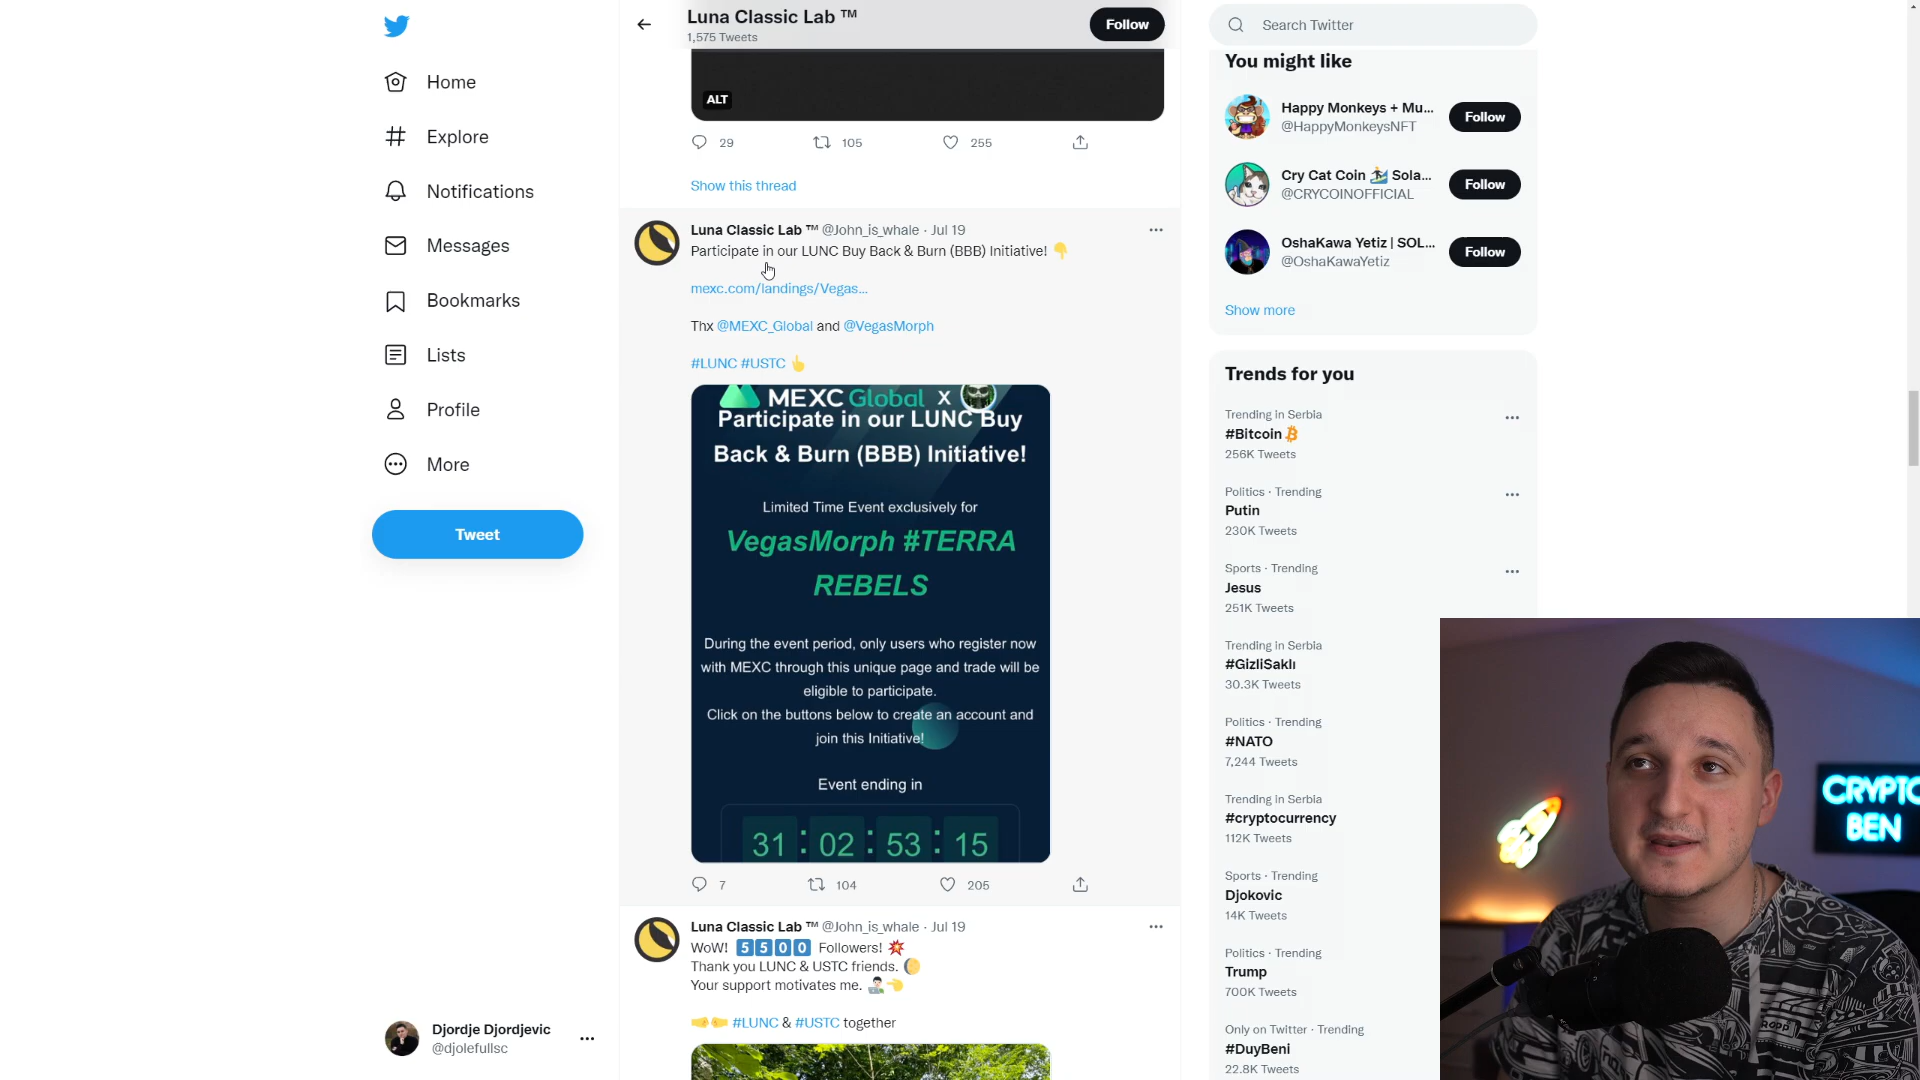 Home
Explore
Notifications
Messages
Bookmarks
Lists
Profile
More
Tweet
Djordje Djordjevic
@djolefullsc
Luna Classic Lab ™
1,575 Tweets
Follow
ALT
29
105
255
Show this thread
Luna Classic Lab ™ @John_is_whale · Jul 19
Participate in our LUNC Buy Back & Burn (BBB) Initiative! 👇
mexc.com/landings/Vegas...
Thx @MEXC_Global and @VegasMorph
#LUNC #USTC 👆
MEXC Global X
Participate in our LUNC Buy
Back & Burn (BBB) Initiative!
Limited Time Event exclusively for
VegasMorph #TERRA
REBELS
During the event period, only users who register now
with MEXC through this unique page and trade will be
eligible to participate.
Click on the buttons below to create an account and
join this Initiative!
Event ending in
31 : 02 : 53 : 15
7
104
205
Luna Classic Lab ™ @John_is_whale · Jul 19
WoW! 5500 Followers! 💥
Thank you LUNC & USTC friends. 🌔
Your support motivates me. 👨🏻‍💻👈
🤜🤛 #LUNC & #USTC together
Search Twitter
You might like
Happy Monkeys + Mu...
@HappyMonkeysNFT
Follow
Cry Cat Coin 🏄 Sola...
@CRYCOINOFFICIAL
Follow
OshaKawa Yetiz | SOL...
@OshaKawaYetiz
Follow
Show more
Trends for you
Trending in Serbia
#Bitcoin
256K Tweets
Politics · Trending
Putin
230K Tweets
Sports · Trending
Jesus
251K Tweets
Trending in Serbia
#GizliSaklı
30.3K Tweets
Politics · Trending
#NATO
7,244 Tweets
Trending in Serbia
#cryptocurrency
112K Tweets
Sports · Trending
Djokovic
14K Tweets
Politics · Trending
Trump
700K Tweets
Only on Twitter · Trending
#DuyBeni
22.8K Tweets
CRYPTO
BEN